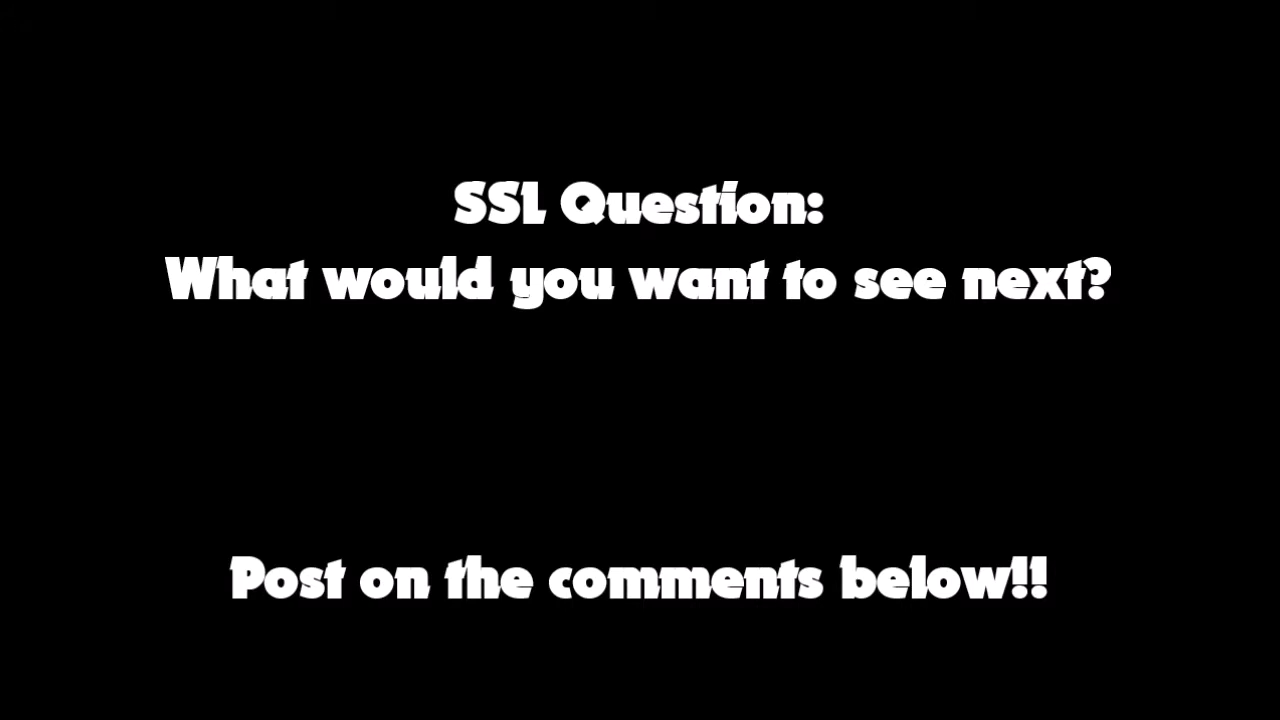 SSL Question:
What would you want to see next?
Post on the comments below!!